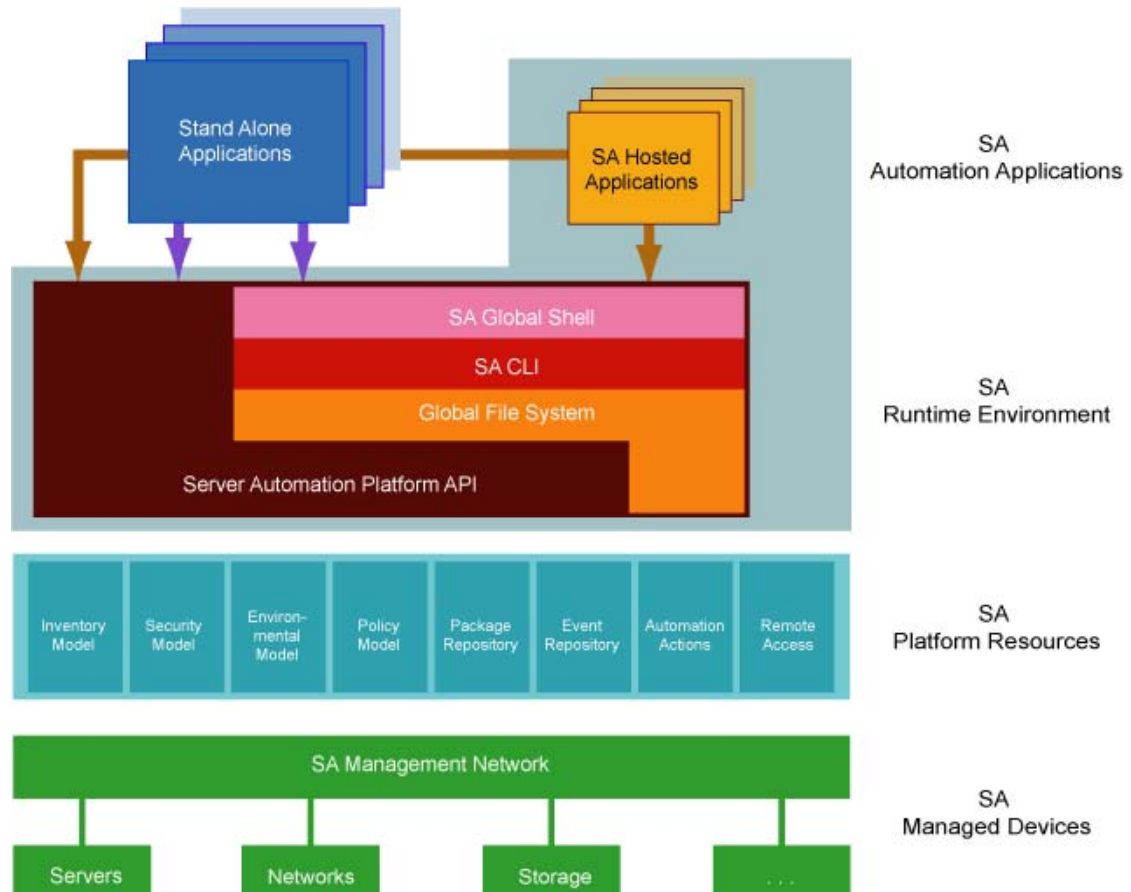 Stand Alone
Applications
SA Hosted
Applications
SA
Automation Applications
SA Global Shell
SA CLI
Global File System
Server Automation Platform API
SA
Runtime Environment
Inventory
Model
Security
Model
Environ-
mental
Model
Policy
Model
Package
Repository
Event
Repository
Automation
Actions
Remote
Access
SA
Platform Resources
SA Management Network
Servers
Networks
Storage
. . .
SA
Managed Devices